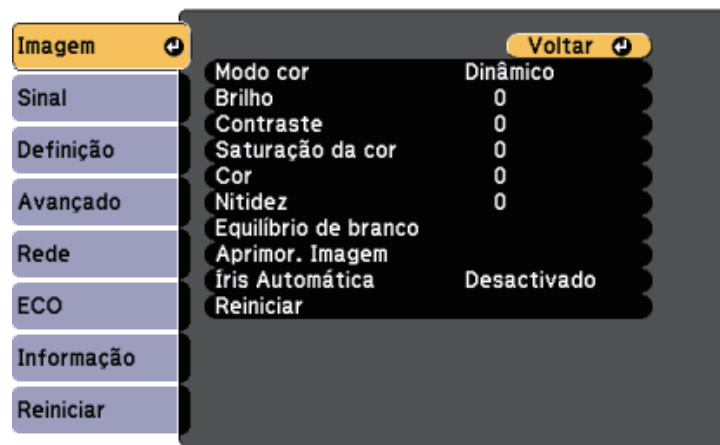 Imagem
Sinal
Definição
Avançado
Rede
ECO
Informação
Reiniciar
Voltar
Modo cor Dinâmico
Brilho 0
Contraste 0
Saturação da cor 0
Cor 0
Nitidez 0
Equilíbrio de branco
Aprimor. Imagem
Íris Automática Desactivado
Reiniciar